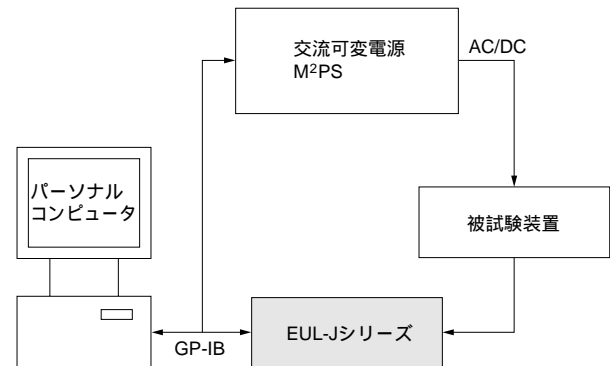 交流可変電源
M²PS
AC/DC
パーソナル
コンピュータ
被試験装置
EUL-Jシリーズ
GP-IB